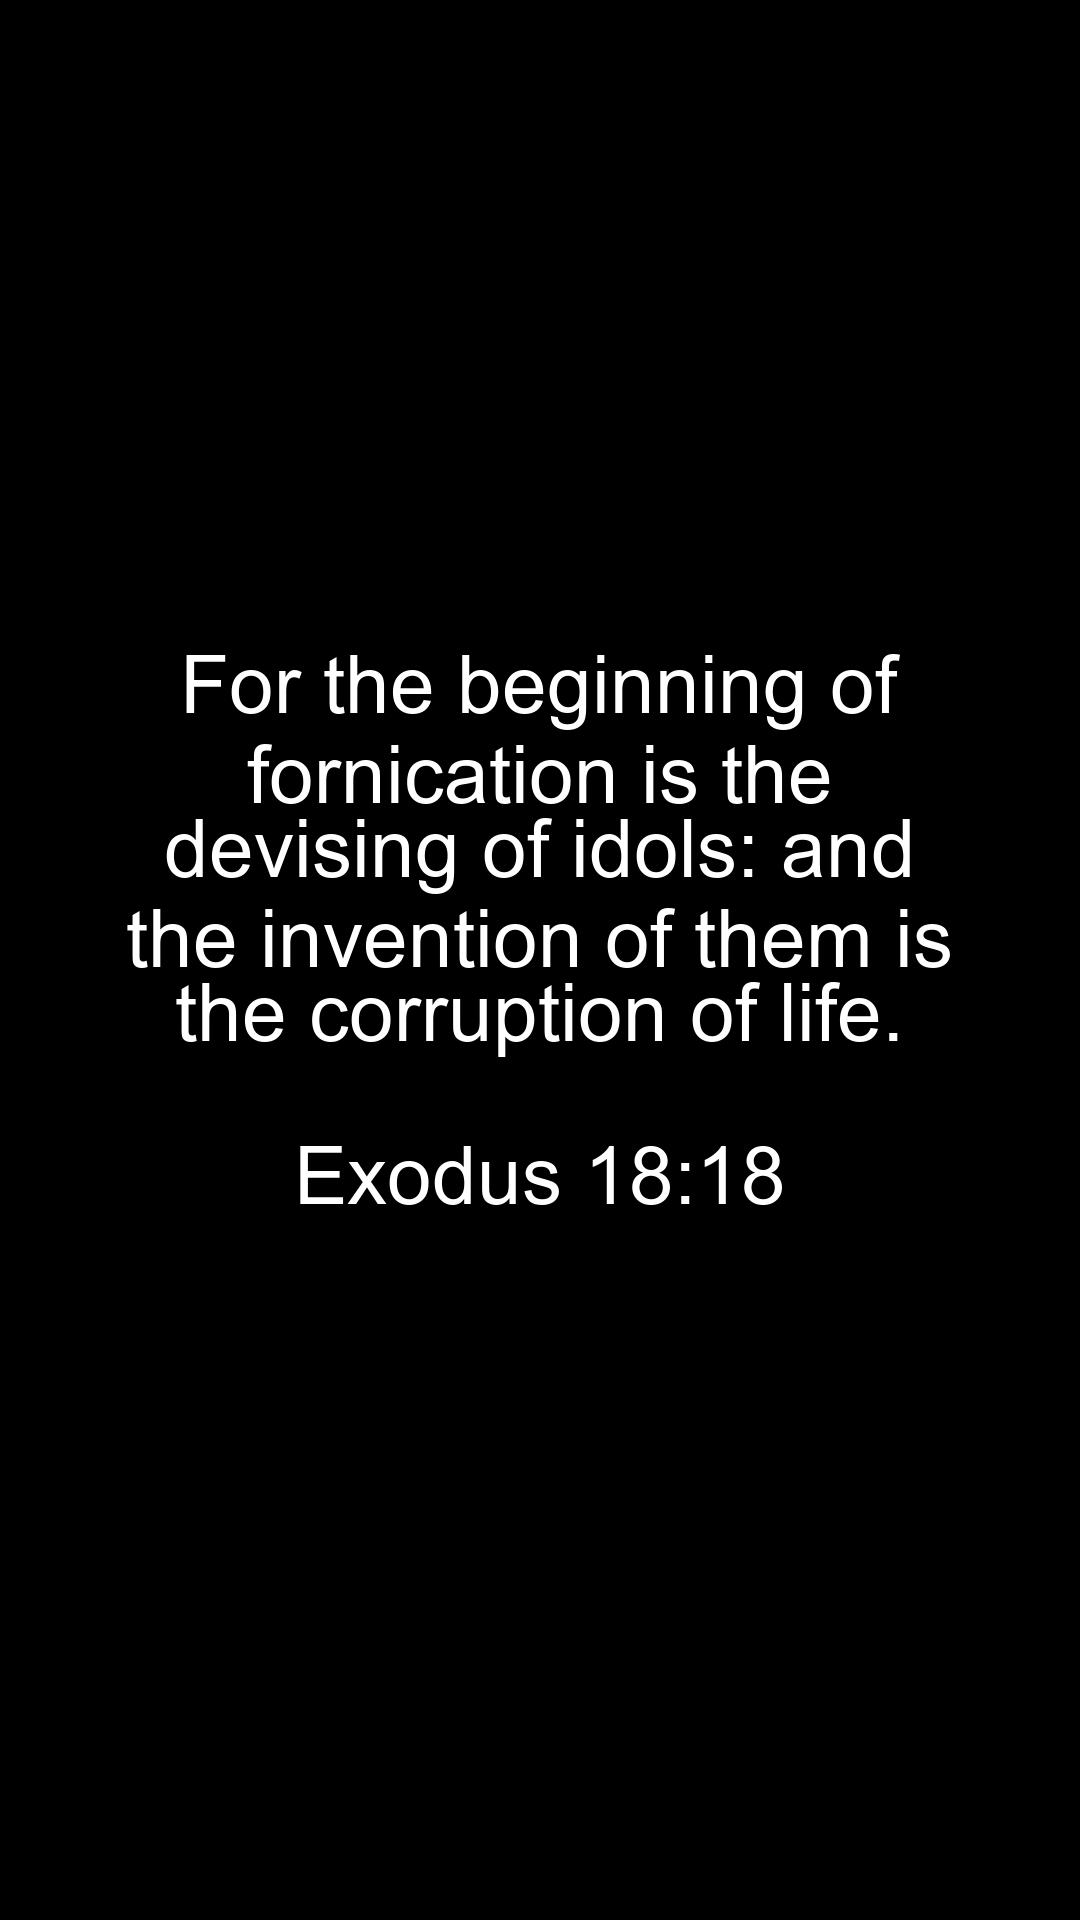 For the beginning of
fornication is the
devising of idols: and
the invention of them is
the corruption of life.
Exodus 18:18